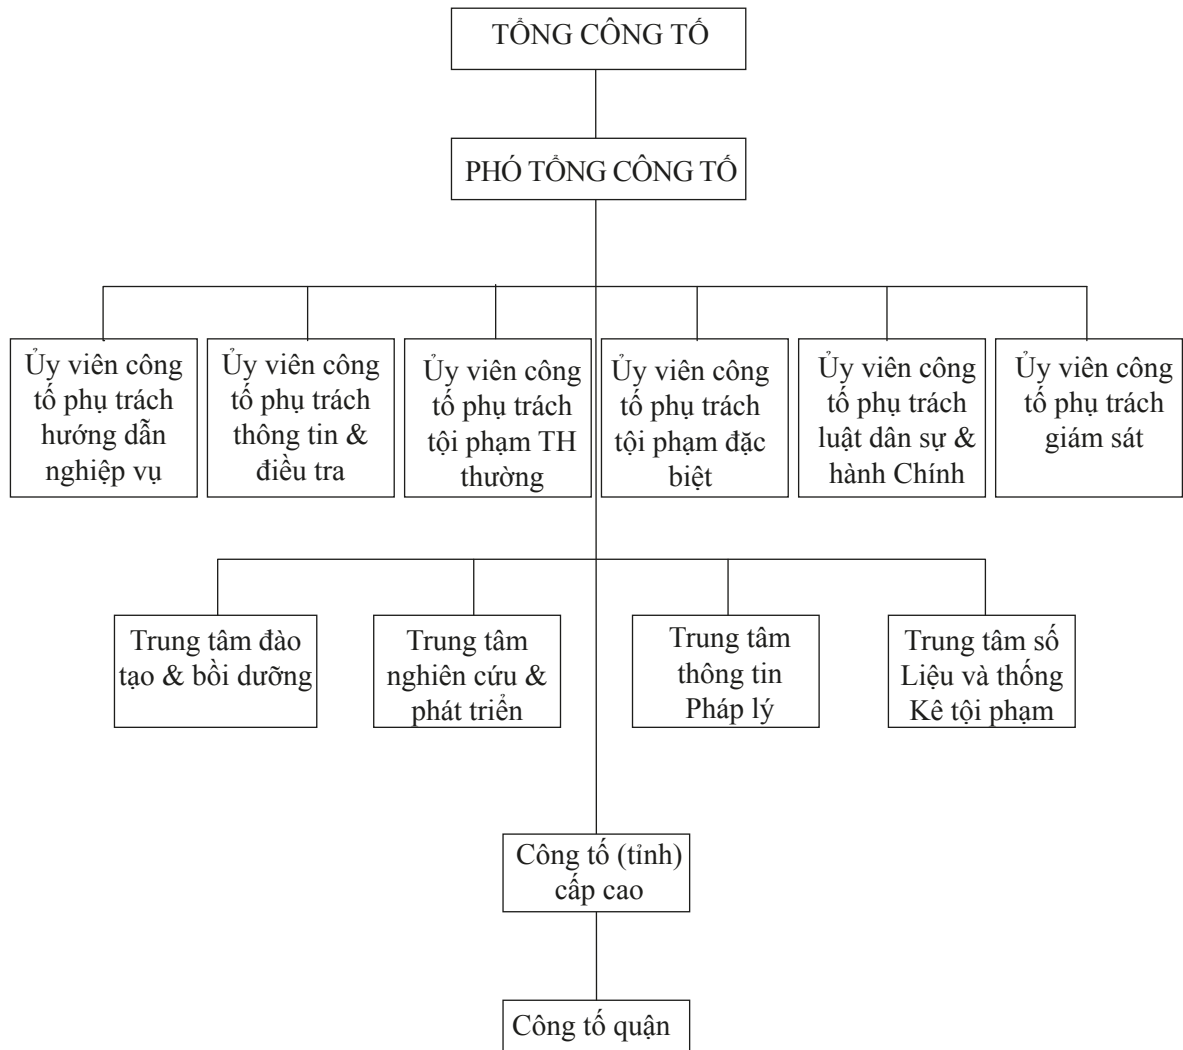 TỔNG CÔNG TỐ
PHÓ TỔNG CÔNG TỐ
Ủy viên công
tố phụ trách
hướng dẫn
nghiệp vụ
Ủy viên công
tố phụ trách
thông tin &
điều tra
Ủy viên công
tố phụ trách
tội phạm TH
thường
Ủy viên công
tố phụ trách
tội phạm đặc
biệt
Ủy viên công
tố phụ trách
luật dân sự &
hành Chính
Ủy viên công
tố phụ trách
giám sát
Trung tâm đào
tạo & bồi dưỡng
Trung tâm
nghiên cứu &
phát triển
Trung tâm
thông tin
Pháp lý
Trung tâm số
Liệu và thống
Kê tội phạm
Công tố (tỉnh)
cấp cao
Công tố quận